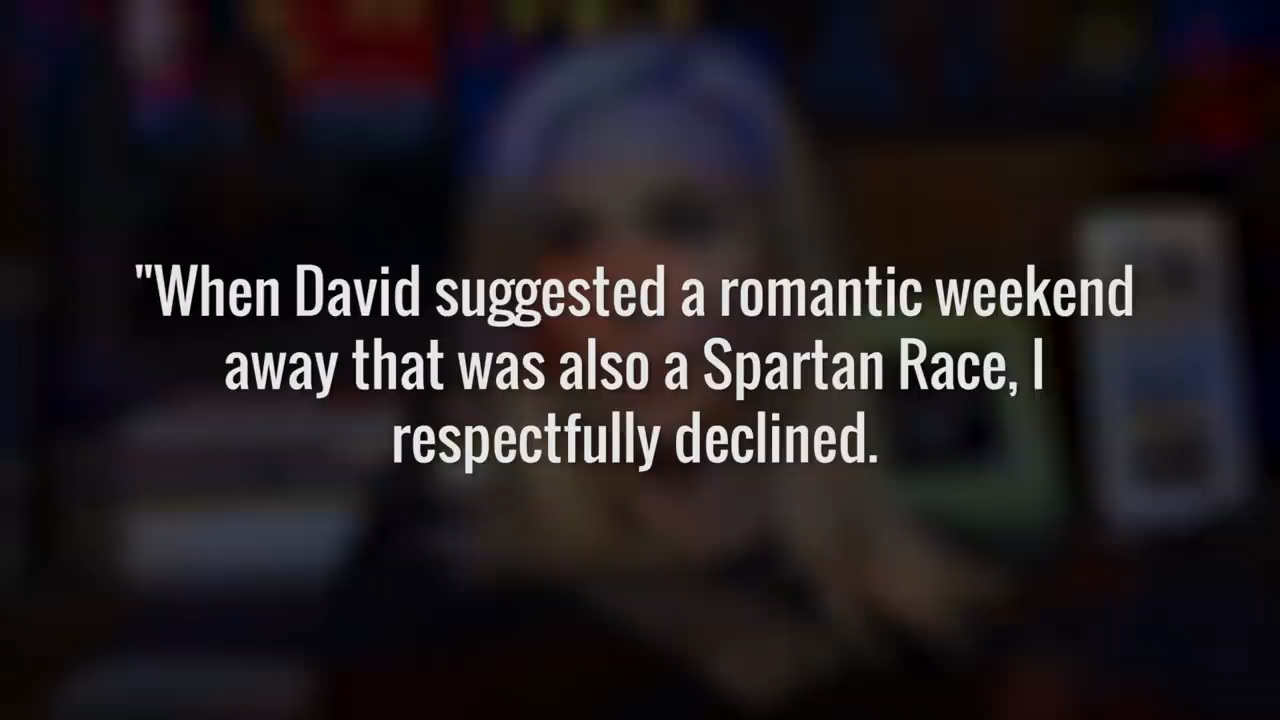 "When David suggested a romantic weekend
away that was also a Spartan Race, I
respectfully declined.